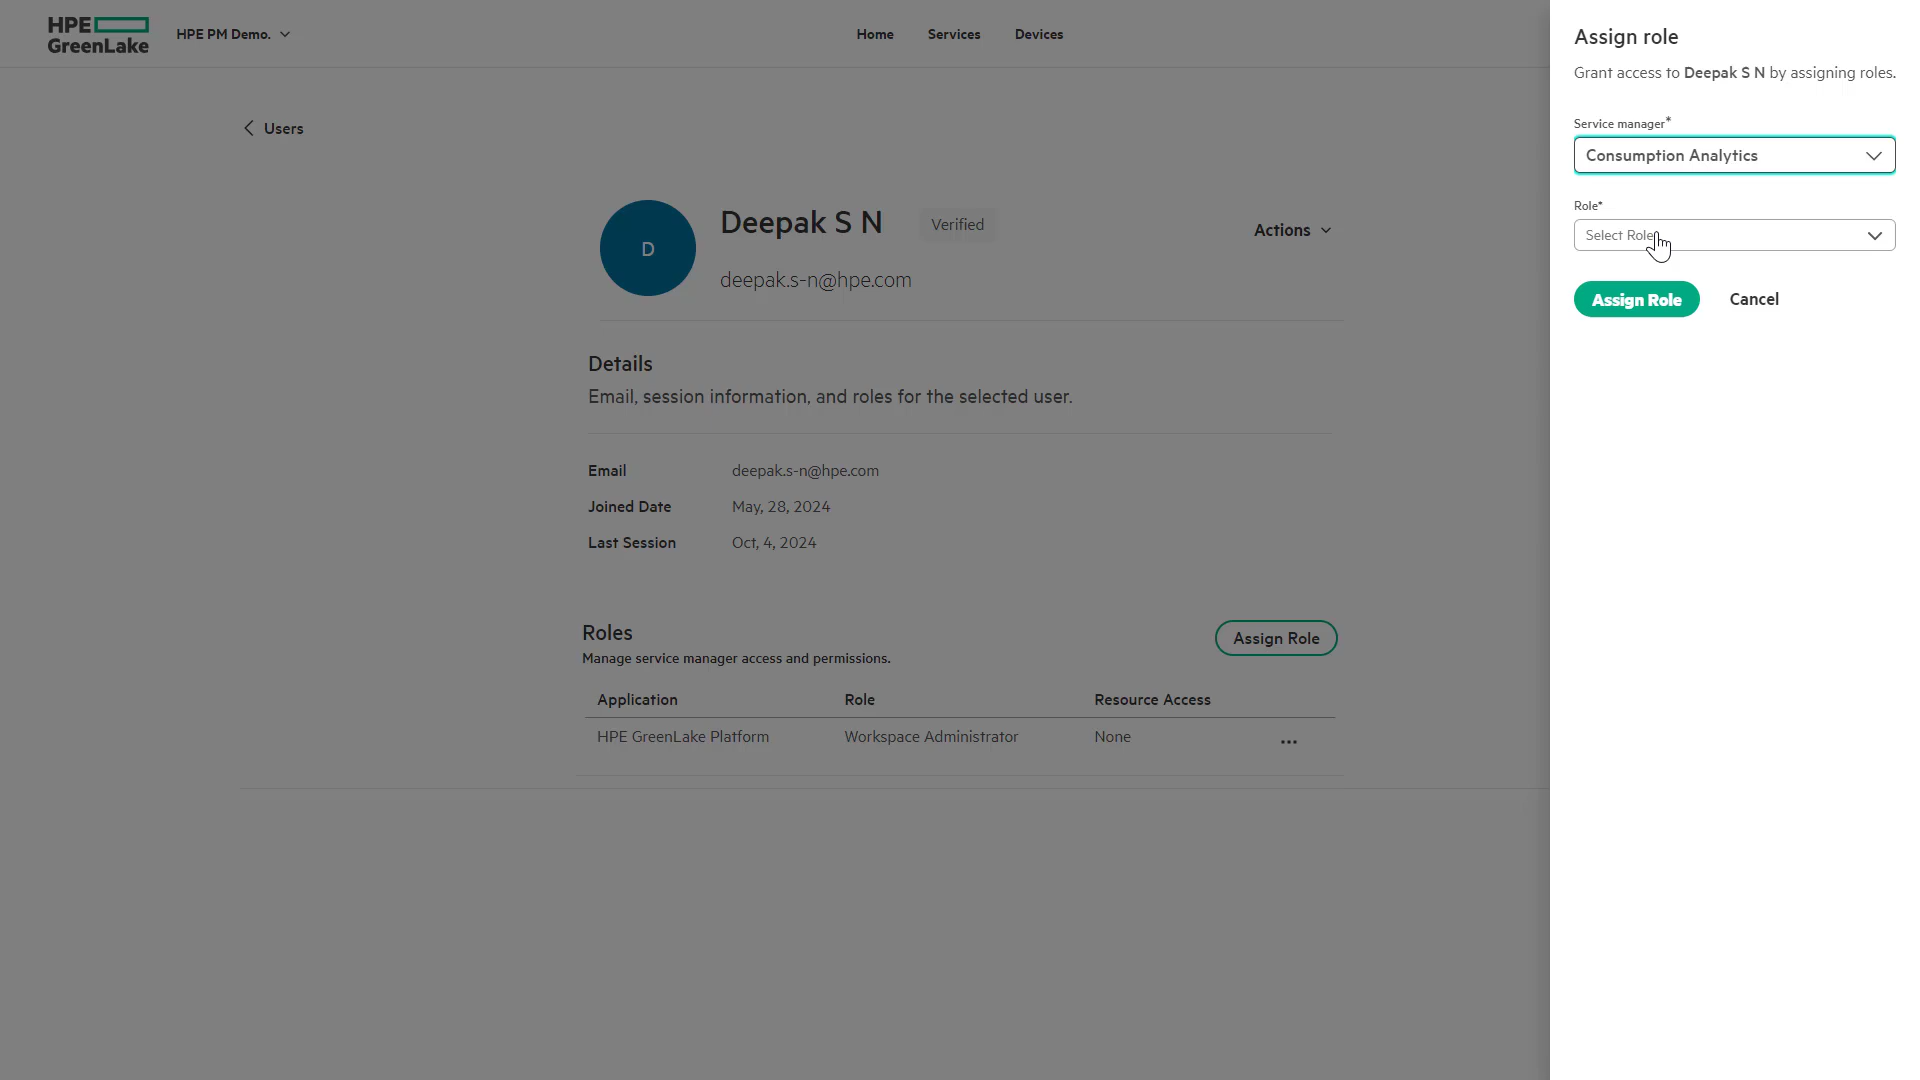 HPE
GreenLake
HPE PM Demo.
Home
Services
Devices
Users
D
Deepak S N
Verified
Actions
deepak.s-n@hpe.com
Details
Email, session information, and roles for the selected user.
Email
deepak.s-n@hpe.com
Joined Date
May, 28, 2024
Last Session
Oct, 4, 2024
Roles
Manage service manager access and permissions.
Assign Role
Application
Role
Resource Access
HPE GreenLake Platform
Workspace Administrator
None
Assign role
Grant access to Deepak S N by assigning roles.
Service manager*
Consumption Analytics
Role*
Select Role
Assign Role
Cancel